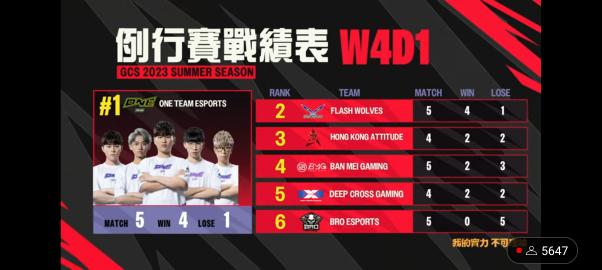 例行賽戰績表 W4D1
GCS 2023 SUMMER SEASON
#1 ONE ONE TEAM ESPORTS
MATCH 5 WIN 4 LOSE 1
RANK TEAM MATCH WIN LOSE
2 FLASH WOLVES 5 4 1
3 HONG KONG ATTITUDE 4 2 2
4 BMG BAN MEI GAMING 5 2 3
5 DEEP CROSS GAMING 4 2 2
6 BRO BRO ESPORTS 5 0 5
我的實力 不可
5647